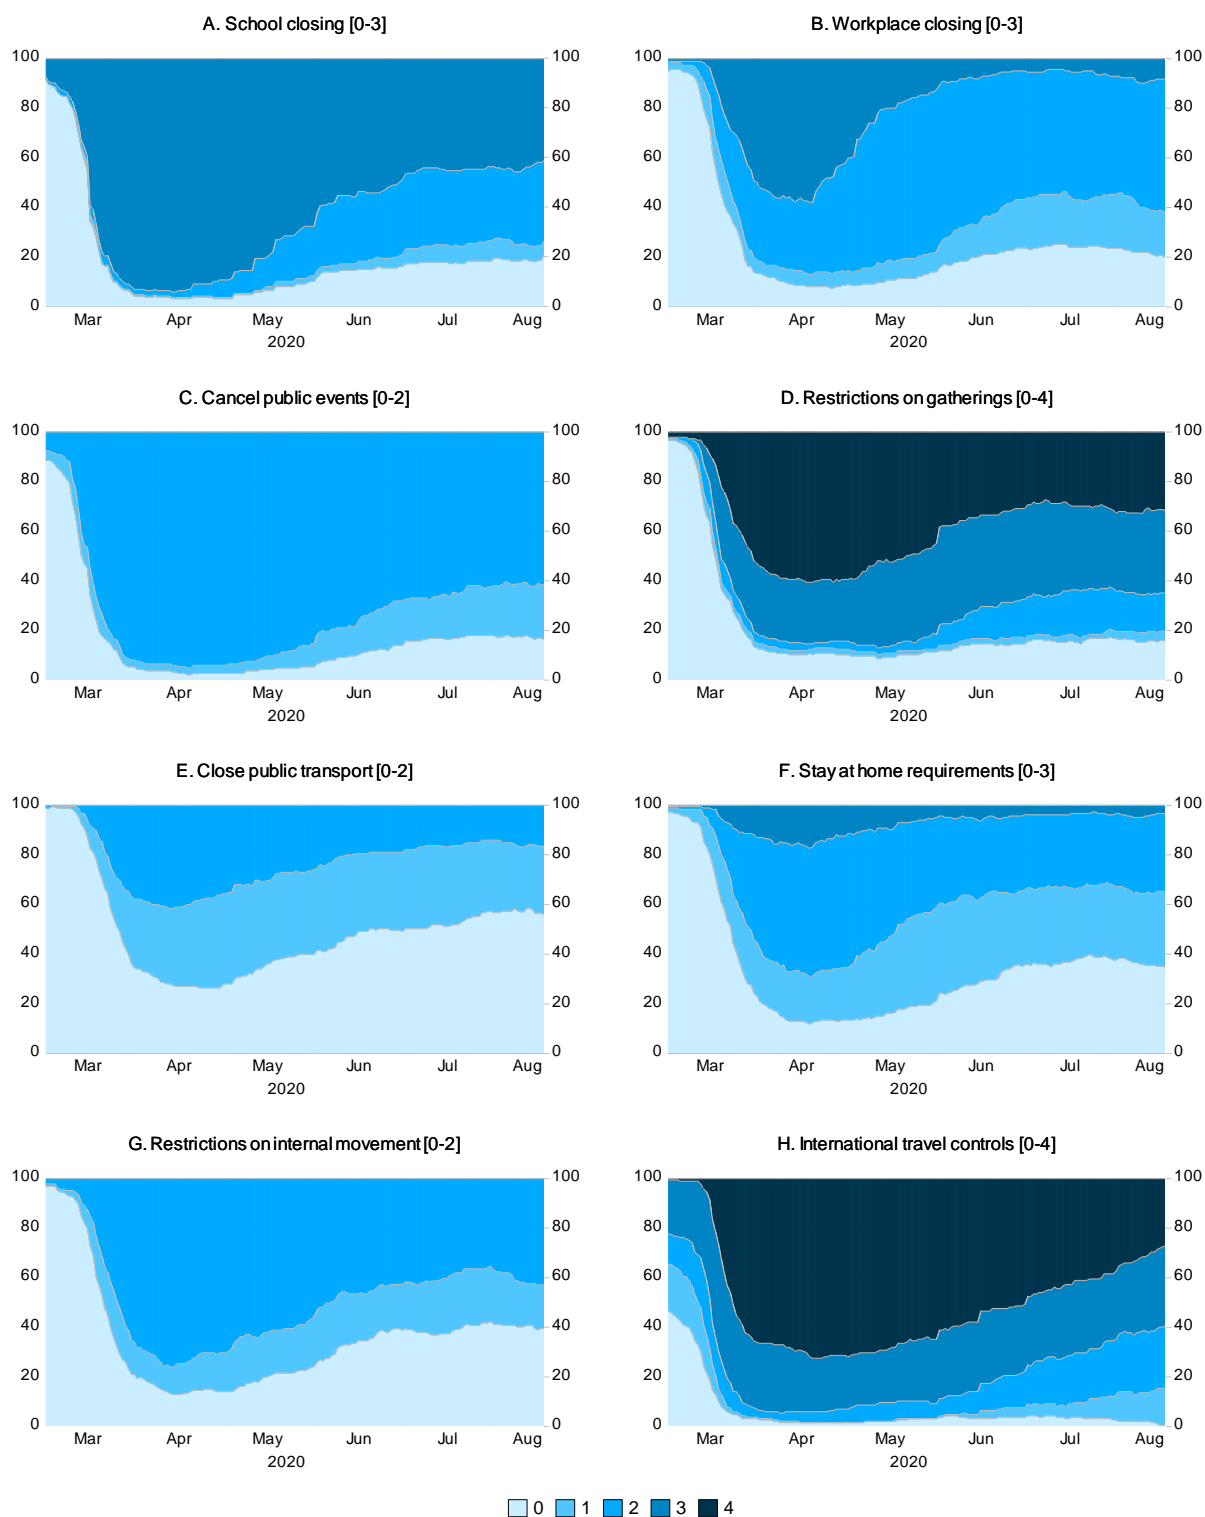 A. School closing [0-3]
B. Workplace closing [0-3]
100 100 100 100
80 80 80 80
60 60 60 60
40 40 40 40
20 20 20 20
0 0 0 0
Mar Apr May Jun Jul Aug Mar Apr May Jun Jul Aug
2020 2020
C. Cancel public events [0-2]
D. Restrictions on gatherings [0-4]
100 100 100 100
80 80 80 80
60 60 60 60
40 40 40 40
20 20 20 20
0 0 0 0
Mar Apr May Jun Jul Aug Mar Apr May Jun Jul Aug
2020 2020
E. Close public transport [0-2]
F. Stay at home requirements [0-3]
100 100 100 100
80 80 80 80
60 60 60 60
40 40 40 40
20 20 20 20
0 0 0 0
Mar Apr May Jun Jul Aug Mar Apr May Jun Jul Aug
2020 2020
G. Restrictions on internal movement [0-2]
H. International travel controls [0-4]
100 100 100 100
80 80 80 80
60 60 60 60
40 40 40 40
20 20 20 20
0 0 0 0
Mar Apr May Jun Jul Aug Mar Apr May Jun Jul Aug
2020 2020
0 1 2 3 4